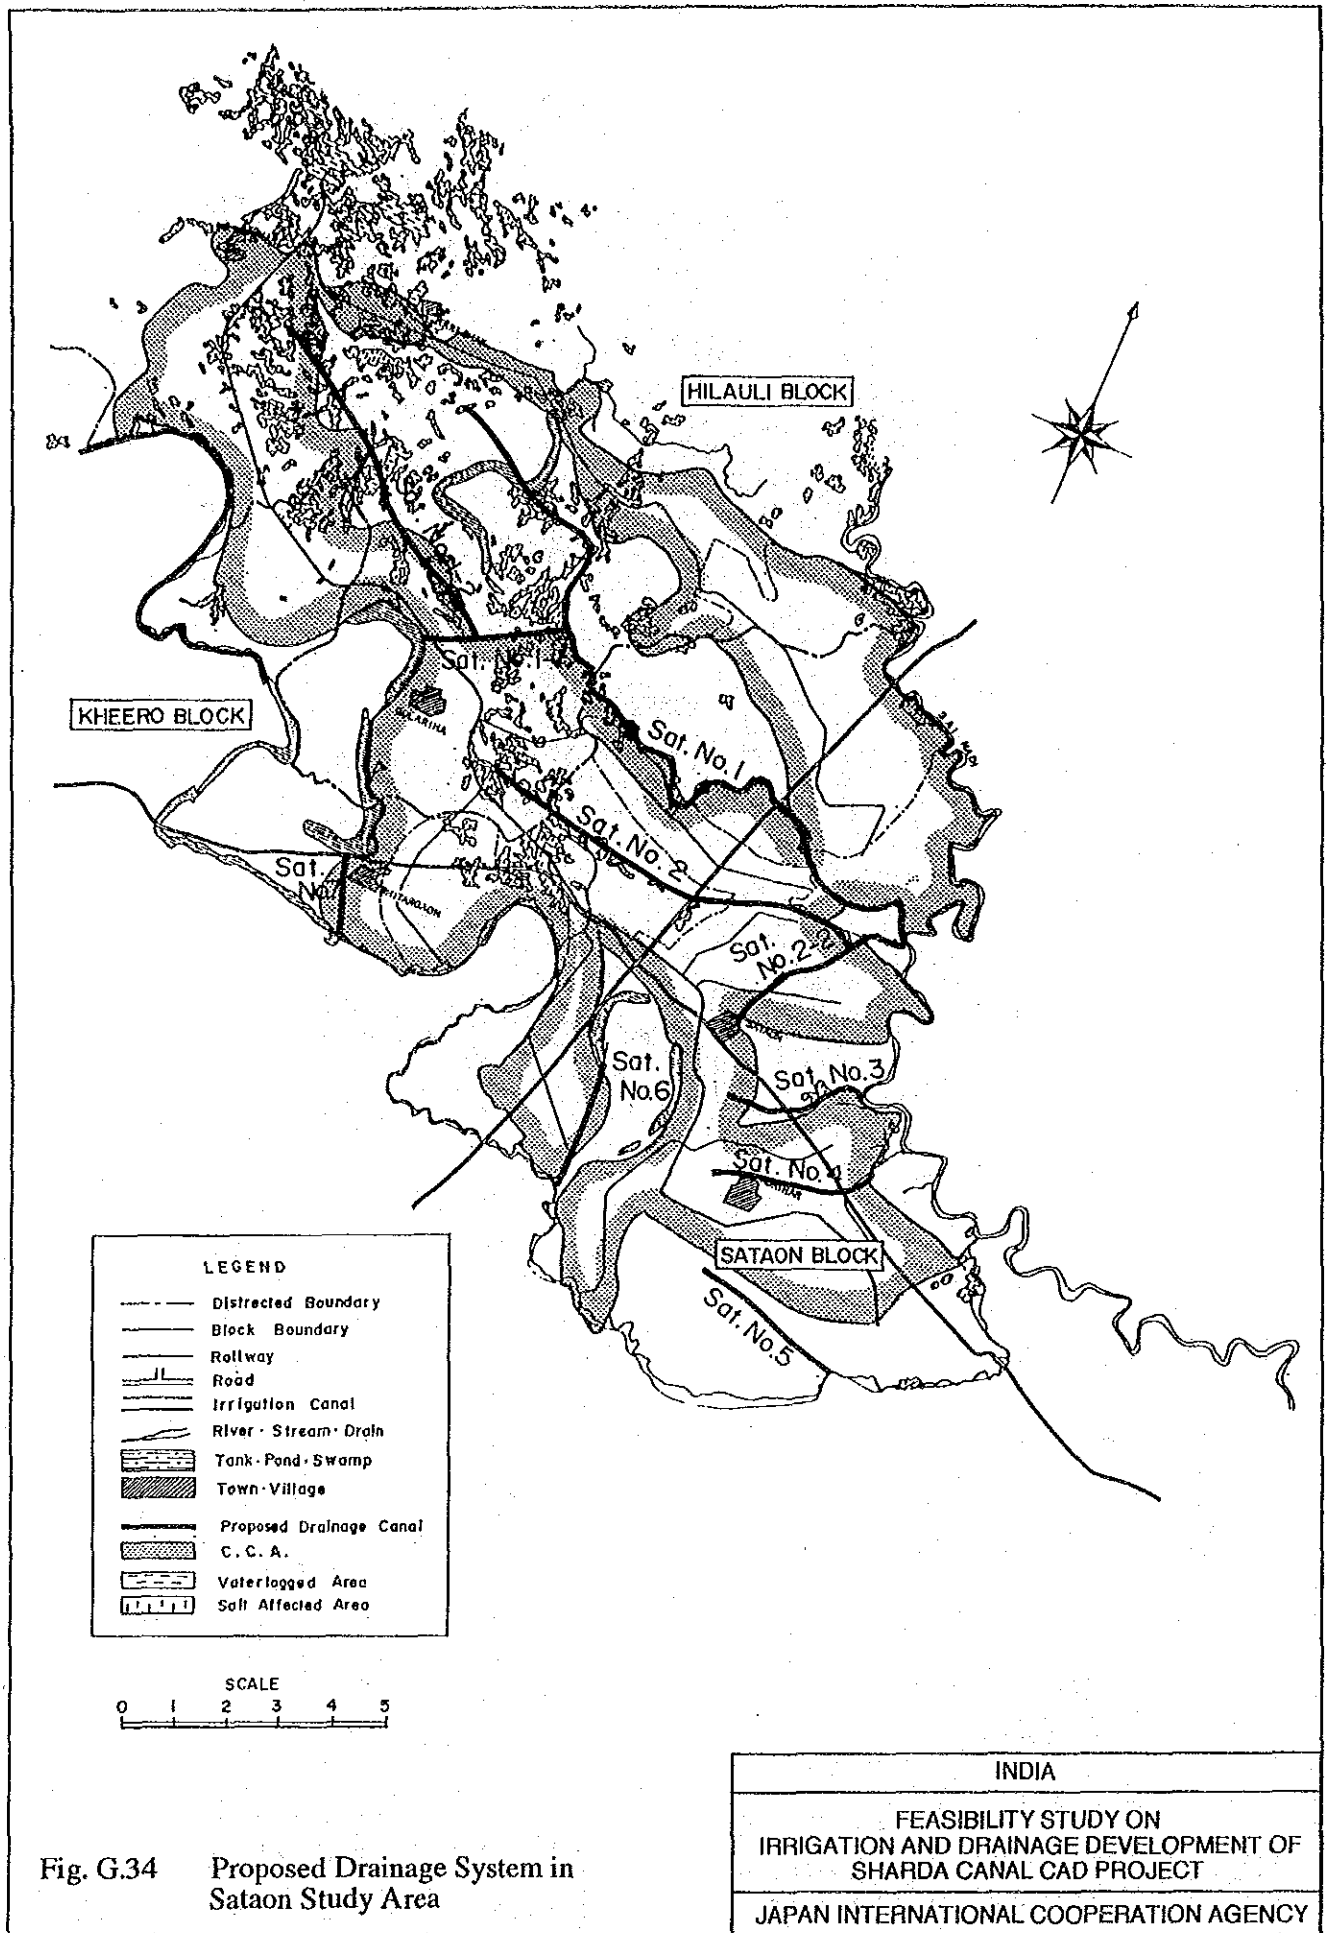 HILAULI BLOCK
Sat. No.1-1
KHEERO BLOCK
Sat. No.1
Sat. No. 2
Sat.
Sat.
No.2-2
Sat. No.3
Sat.
No.6
Sat. No. 4
SATAON BLOCK
Sat. No.5
LEGEND
Distrected Boundary
Block Boundary
Rollway
Road
Irrigution Canal
River · Stream · Drain
Tank · Pond · Swamp
Town · Village
Proposed Drainage Canal
C. C. A.
Vaterlogged Area
Salt Affected Area
SCALE
0 1 2 3 4 5
Fig. G.34 Proposed Drainage System in
Sataon Study Area
INDIA
FEASIBILITY STUDY ON
IRRIGATION AND DRAINAGE DEVELOPMENT OF
SHARDA CANAL CAD PROJECT
JAPAN INTERNATIONAL COOPERATION AGENCY